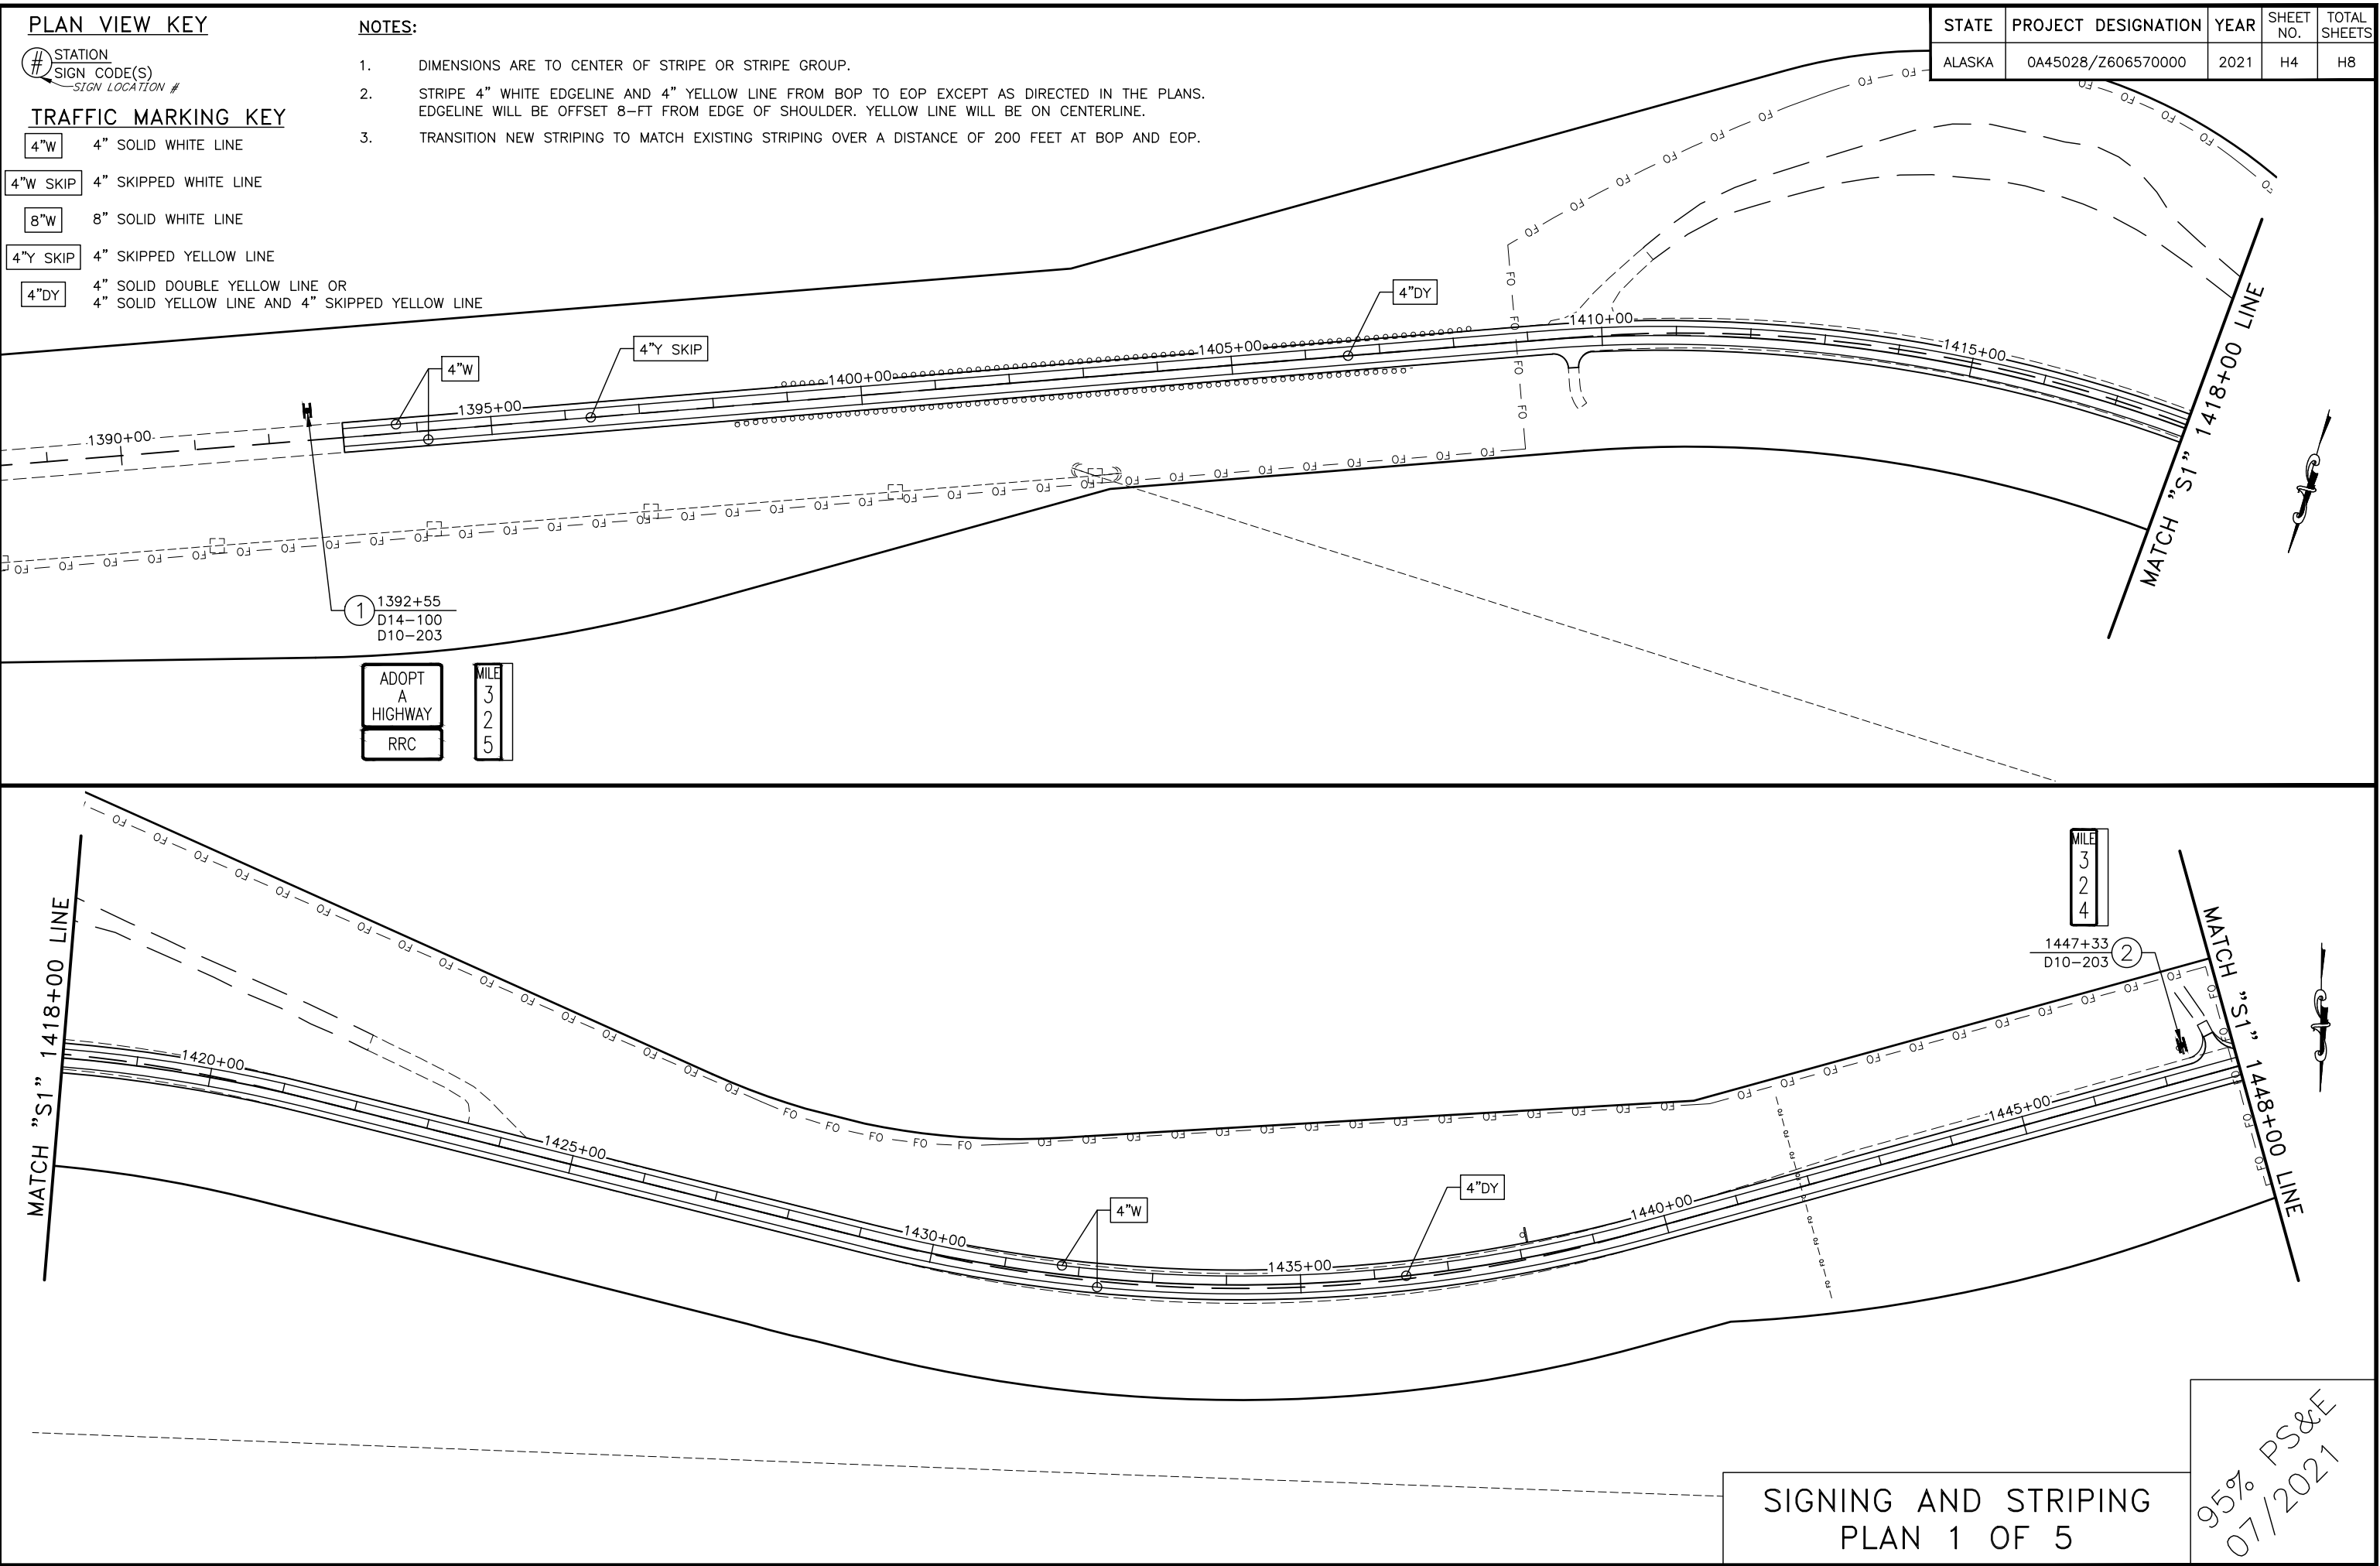 PLAN VIEW KEY
#
STATION
SIGN CODE(S)
SIGN LOCATION #
TRAFFIC MARKING KEY
4"W 4" SOLID WHITE LINE
4"W SKIP 4" SKIPPED WHITE LINE
8"W 8" SOLID WHITE LINE
4"Y SKIP 4" SKIPPED YELLOW LINE
4"DY 4" SOLID DOUBLE YELLOW LINE OR
4" SOLID YELLOW LINE AND 4" SKIPPED YELLOW LINE
NOTES:
1. DIMENSIONS ARE TO CENTER OF STRIPE OR STRIPE GROUP.
2. STRIPE 4" WHITE EDGELINE AND 4" YELLOW LINE FROM BOP TO EOP EXCEPT AS DIRECTED IN THE PLANS.
EDGELINE WILL BE OFFSET 8-FT FROM EDGE OF SHOULDER. YELLOW LINE WILL BE ON CENTERLINE.
3. TRANSITION NEW STRIPING TO MATCH EXISTING STRIPING OVER A DISTANCE OF 200 FEET AT BOP AND EOP.
STATE PROJECT DESIGNATION YEAR SHEET NO. TOTAL SHEETS
ALASKA 0A45028/Z606570000 2021 H4 H8
4"DY
4"Y SKIP
4"W
1390+00
1395+00
1400+00
1405+00
1410+00
1415+00
MATCH "S1" 1418+00 LINE
1
1392+55
D14-100
D10-203
ADOPT
A
HIGHWAY
RRC
MILE
3
2
5
MATCH "S1" 1418+00 LINE
1420+00
1425+00
1430+00
1435+00
1440+00
1445+00
4"W
4"DY
MILE
3
2
4
1447+33
D10-203
2
MATCH "S1" 1448+00 LINE
SIGNING AND STRIPING
PLAN 1 OF 5
95% PS&E
07/2021